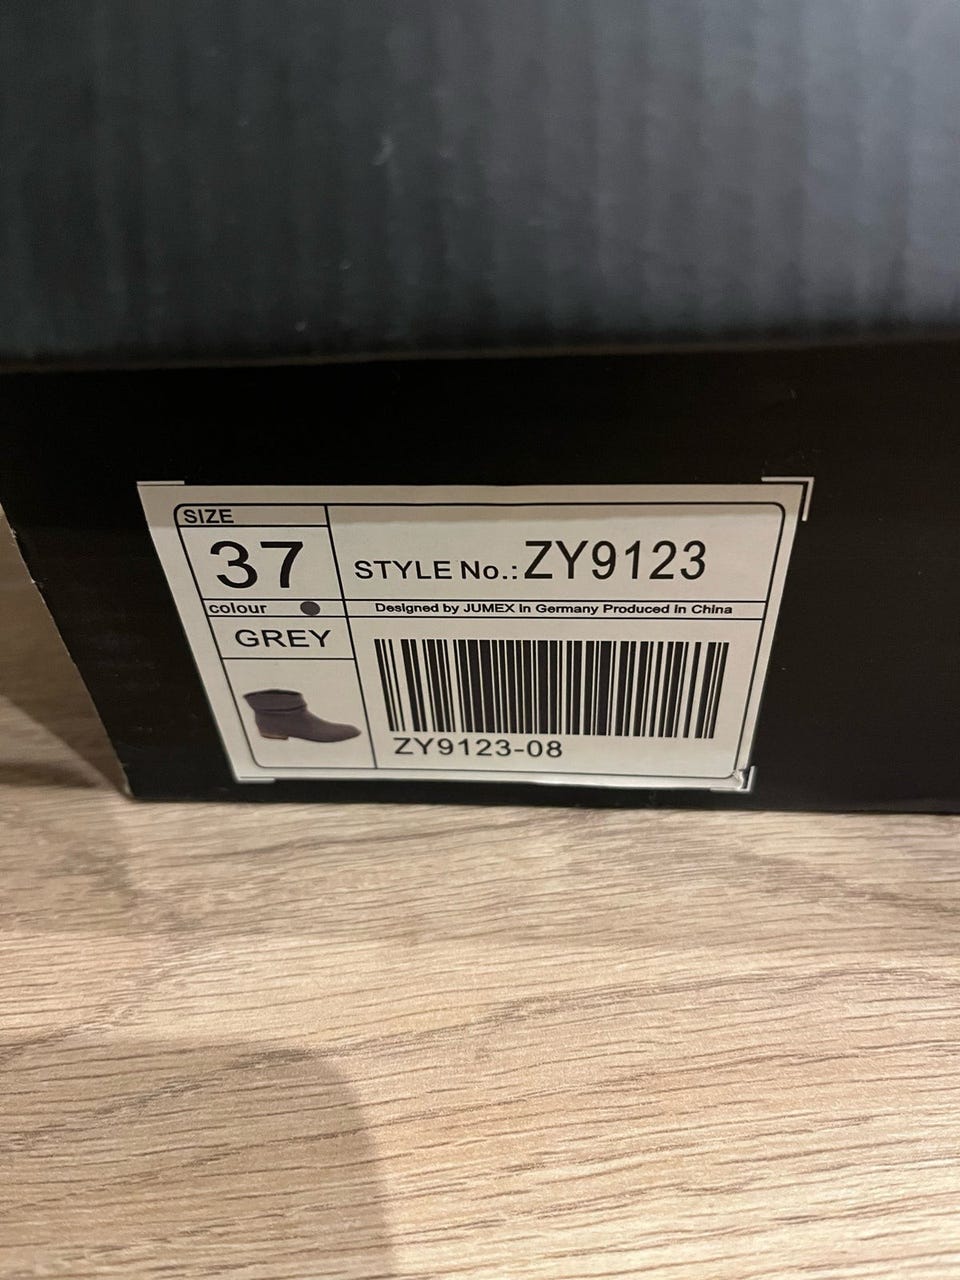 SIZE
37
STYLE No.: ZY9123
colour
Designed by JUMEX In Germany Produced In China
GREY
ZY9123-08